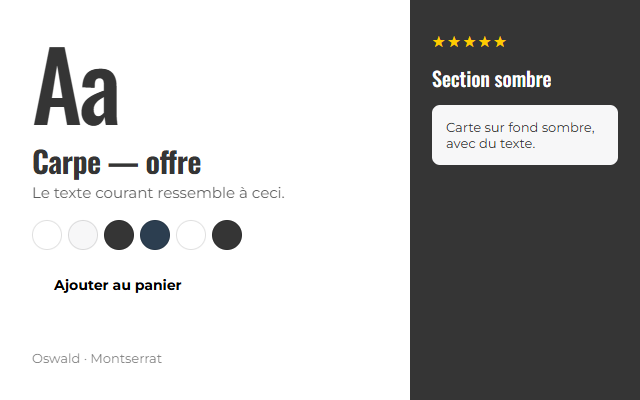 Aa
Carpe — offre
Le texte courant ressemble à ceci.
Ajouter au panier
Oswald · Montserrat
★★★★★
Section sombre
Carte sur fond sombre,
avec du texte.